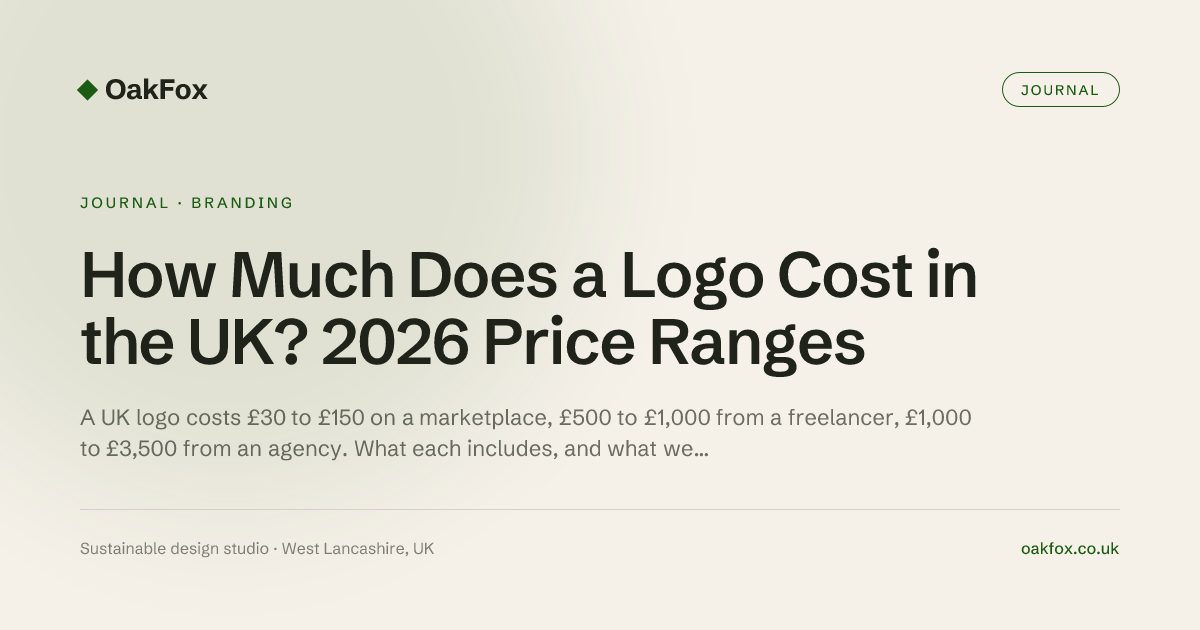 OakFox
JOURNAL
JOURNAL · BRANDING
How Much Does a Logo Cost in
the UK? 2026 Price Ranges
A UK logo costs £30 to £150 on a marketplace, £500 to £1,000 from a freelancer, £1,000
to £3,500 from an agency. What each includes, and what we...
Sustainable design studio · West Lancashire, UK
oakfox.co.uk